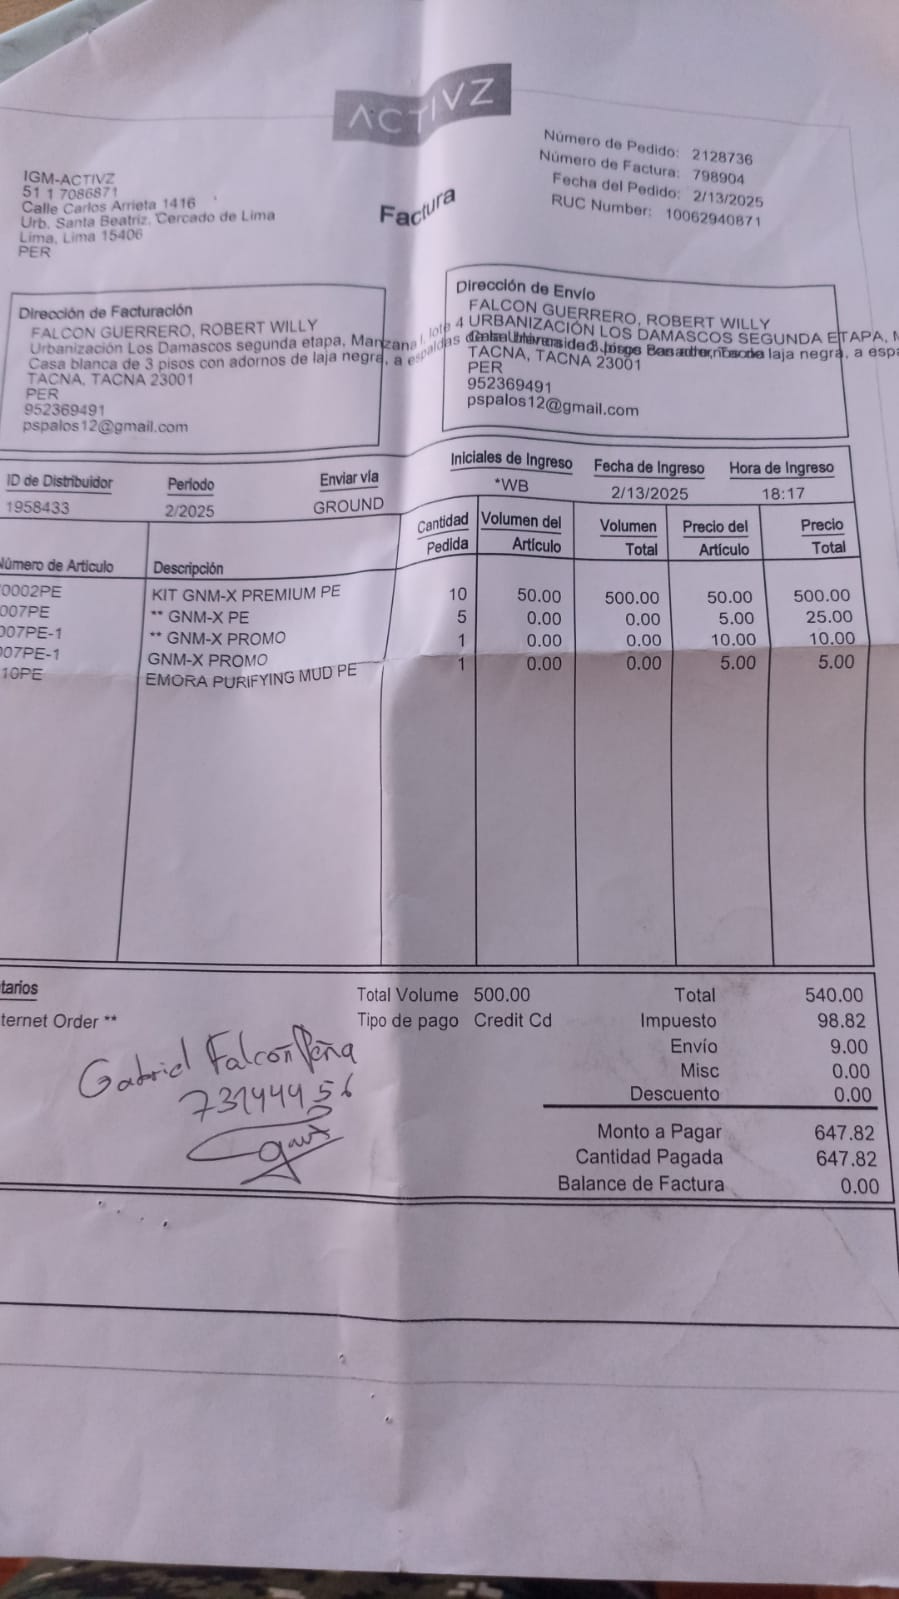 ACTIVZ
IGM-ACTIVZ
51 1 7086871
Calle Carlos Arrieta 1416
Urb. Santa Beatriz, Cercado de Lima
Lima, Lima 15406
PER
Factura
Número de Pedido: 2128736
Número de Factura: 798904
Fecha del Pedido: 2/13/2025
RUC Number: 10062940871
Dirección de Facturación
FALCON GUERRERO, ROBERT WILLY
Urbanización Los Damascos segunda etapa, Manzana I, lote 4
Casa blanca de 3 pisos con adornos de laja negra, a espaldas
TACNA, TACNA 23001
PER
952369491
pspalos12@gmail.com
Dirección de Envío
FALCON GUERRERO, ROBERT WILLY
URBANIZACIÓN LOS DAMASCOS SEGUNDA ETAPA, M
laja negra, a espa
TACNA, TACNA 23001
PER
952369491
pspalos12@gmail.com
ID de Distribuidor Período Enviar vía Iniciales de Ingreso Fecha de Ingreso Hora de Ingreso
1958433 2/2025 GROUND *WB 2/13/2025 18:17
Número de Artículo Descripción Cantidad Pedida Volumen del Artículo Volumen Total Precio del Artículo Precio Total
0002PE KIT GNM-X PREMIUM PE 10 50.00 500.00 50.00 500.00
007PE ** GNM-X PE 5 0.00 0.00 5.00 25.00
007PE-1 ** GNM-X PROMO 1 0.00 0.00 10.00 10.00
007PE-1 GNM-X PROMO 1 0.00 0.00 5.00 5.00
10PE EMORA PURIFYING MUD PE
tarios
ternet Order **
Total Volume 500.00
Tipo de pago Credit Cd
Total 540.00
Impuesto 98.82
Envío 9.00
Misc 0.00
Descuento 0.00
Monto a Pagar 647.82
Cantidad Pagada 647.82
Balance de Factura 0.00
Gabriel Falcon Peña
73144456